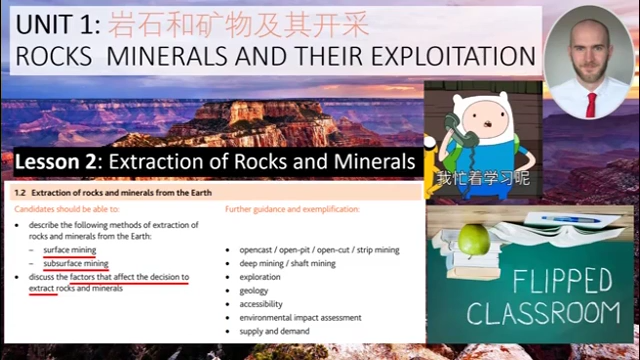 UNIT 1: 岩石和矿物及其开采
ROCKS MINERALS AND THEIR EXPLOITATION
Lesson 2: Extraction of Rocks and Minerals
1.2 Extraction of rocks and minerals from the Earth
Candidates should be able to:
• describe the following methods of extraction of
rocks and minerals from the Earth:
– surface mining
– subsurface mining
• discuss the factors that affect the decision to
extract rocks and minerals
Further guidance and exemplification:
• opencast / open-pit / open-cut / strip mining
• deep mining / shaft mining
• exploration
• geology
• accessibility
• environmental impact assessment
• supply and demand
我忙着学习呢
FLIPPED
CLASSROOM